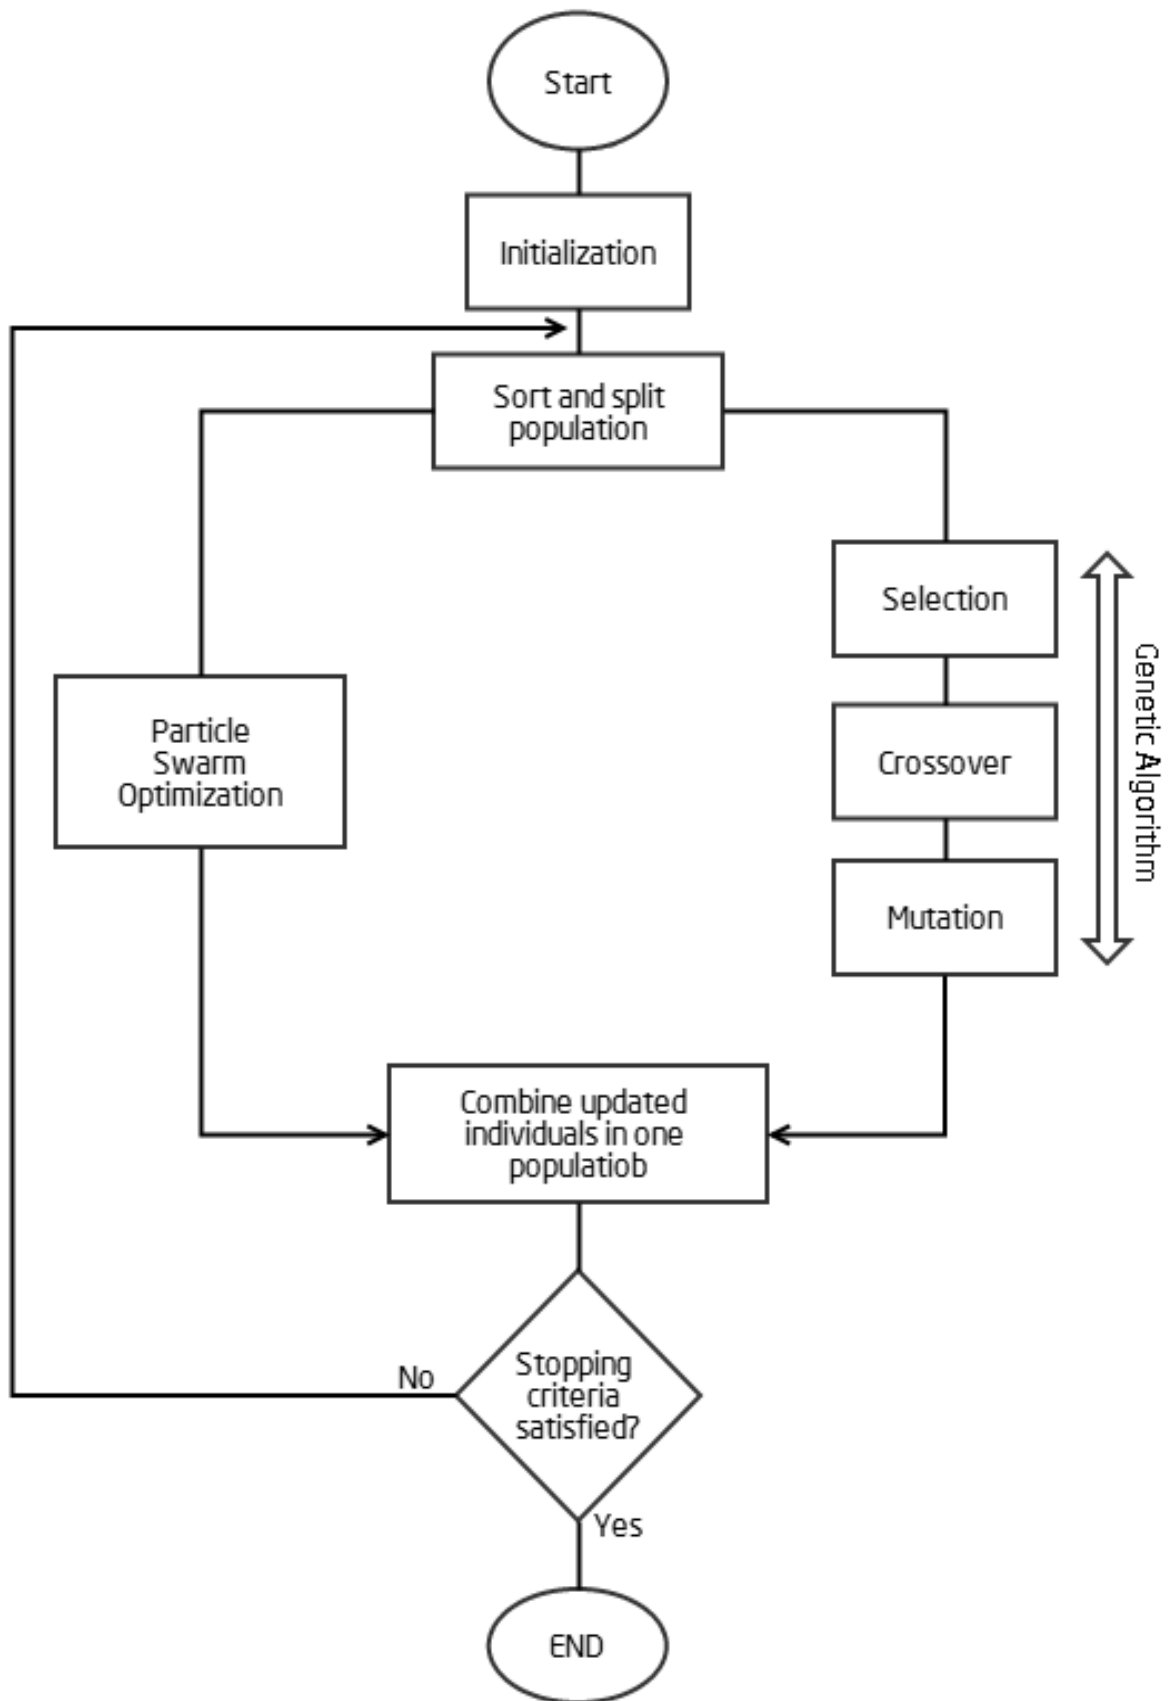 Start
Initialization
Sort and split
population
Selection
Particle
Swarm
Optimization
Crossover
Mutation
Genetic Algorithm
Combine updated
individuals in one
populatiob
Stopping
criteria
satisfied?
No
Yes
END